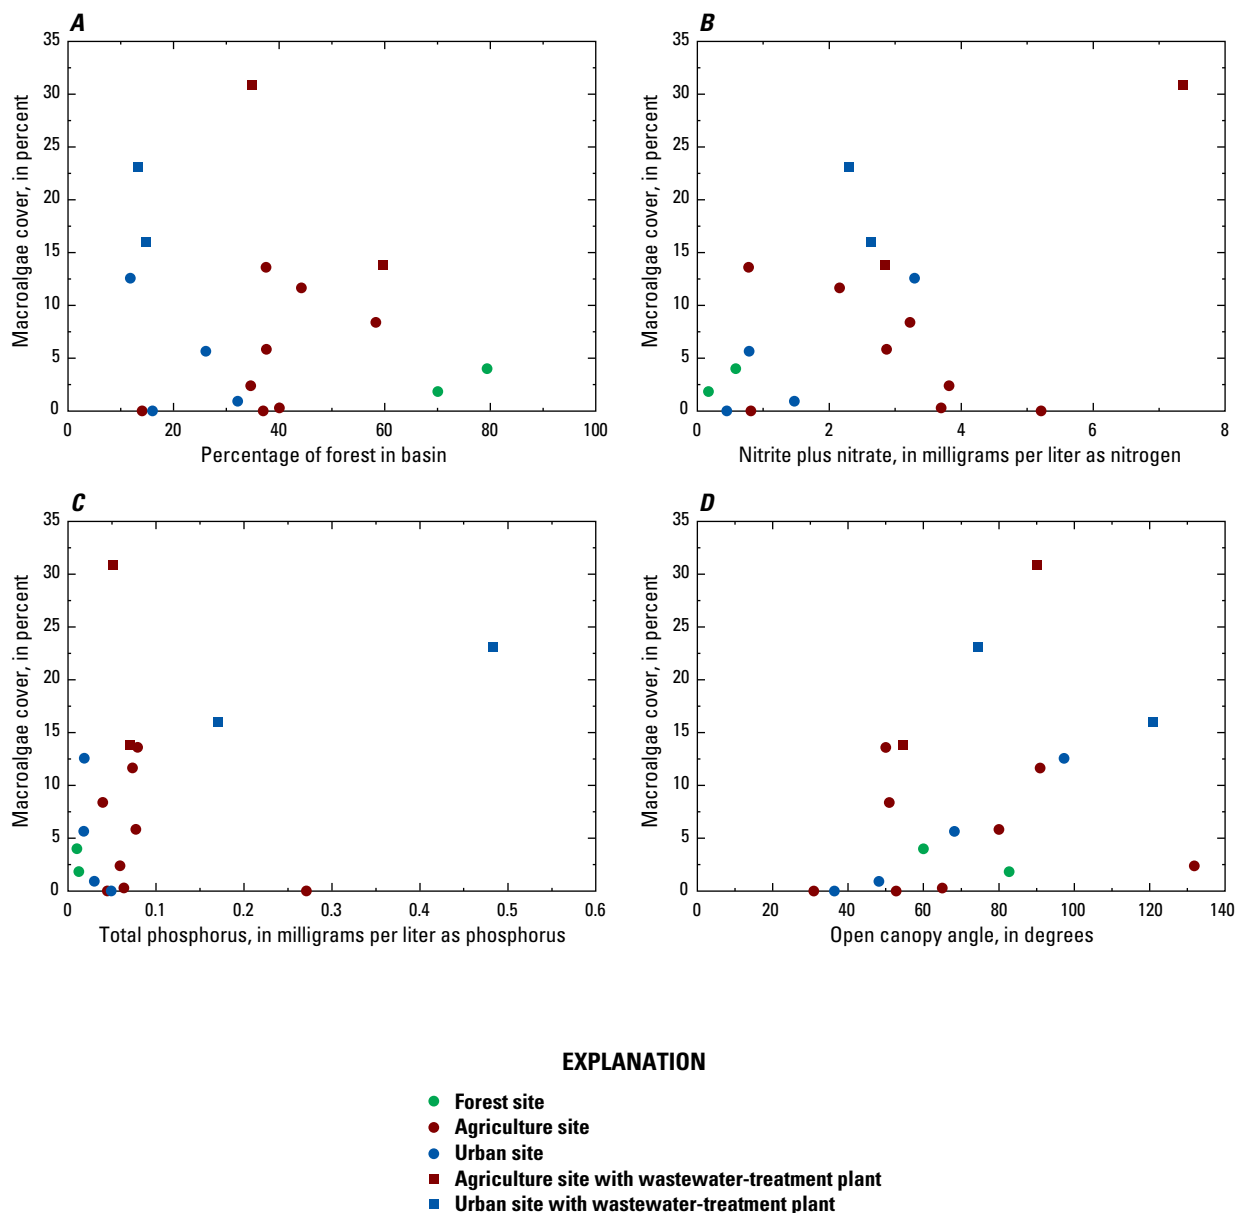 A
35
30
25
20
15
10
5
0
Macroalgae cover, in percent
0 20 40 60 80 100
Percentage of forest in basin
B
35
30
25
20
15
10
5
0
Macroalgae cover, in percent
0 2 4 6 8
Nitrite plus nitrate, in milligrams per liter as nitrogen
C
35
30
25
20
15
10
5
0
Macroalgae cover, in percent
0 0.1 0.2 0.3 0.4 0.5 0.6
Total phosphorus, in milligrams per liter as phosphorus
D
35
30
25
20
15
10
5
0
Macroalgae cover, in percent
0 20 40 60 80 100 120 140
Open canopy angle, in degrees
EXPLANATION
Forest site
Agriculture site
Urban site
Agriculture site with wastewater-treatment plant
Urban site with wastewater-treatment plant